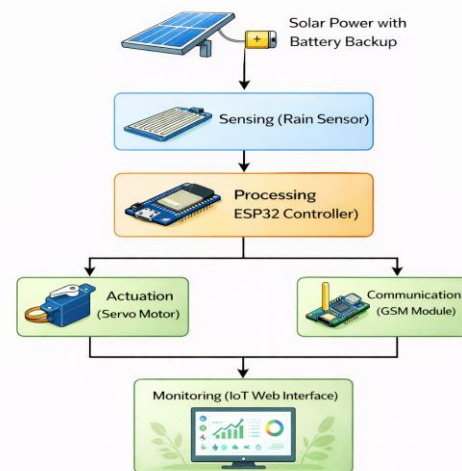 Solar Power with
Battery Backup
Sensing (Rain Sensor)
Processing
ESP32 Controller)
Actuation
(Servo Motor)
Communication
(GSM Module)
Monitoring (IoT Web Interface)